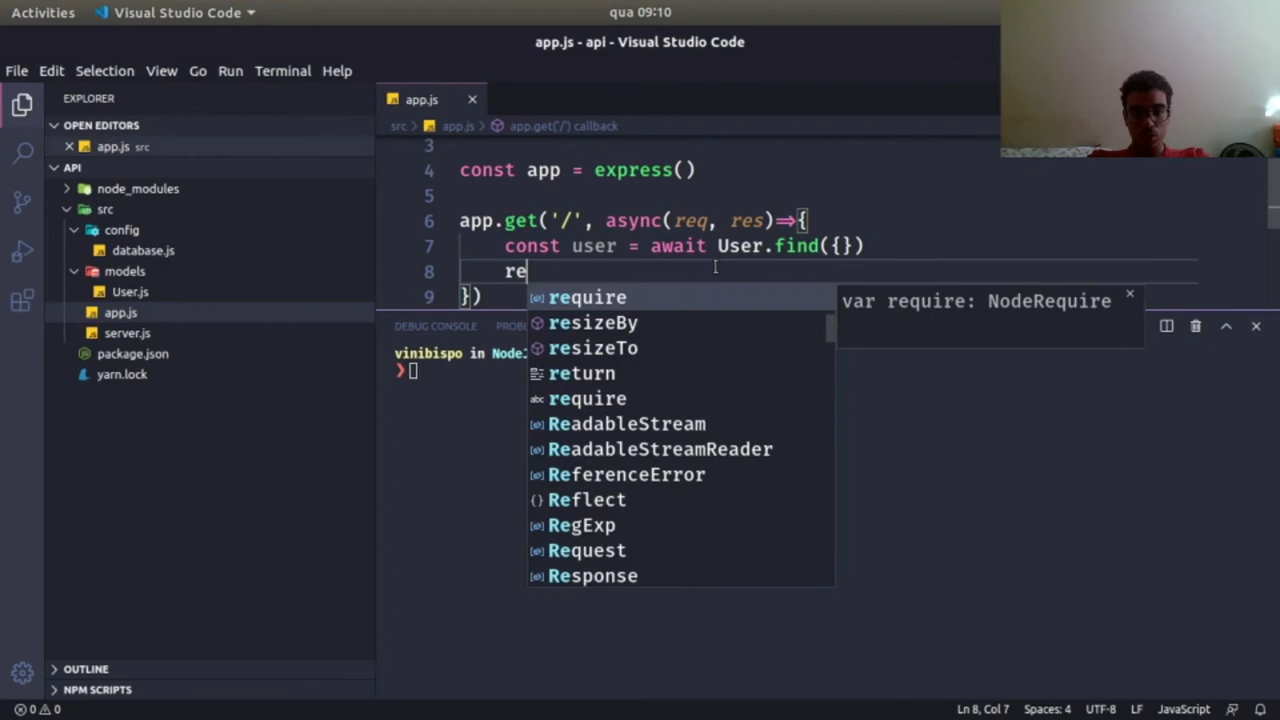 Activities Visual Studio Code qua 09:10
app.js - api - Visual Studio Code
File Edit Selection View Go Run Terminal Help
EXPLORER
OPEN EDITORS
app.js src
API
node_modules
src
config
database.js
models
User.js
app.js
server.js
package.json
yarn.lock
OUTLINE
NPM SCRIPTS
app.js
src > app.js > app.get('/') callback
3
4 const app = express()
5
6 app.get('/', async(req, res)=>{
7 const user = await User.find({})
8 re
9 })
require
resizeBy
resizeTo
return
abc require
ReadableStream
ReadableStreamReader
ReferenceError
Reflect
RegExp
Request
Response
var require: NodeRequire
DEBUG CONSOLE PROBL
vinibispo in NodeJ
❯
0 0 Ln 8, Col 7 Spaces: 4 UTF-8 LF JavaScript